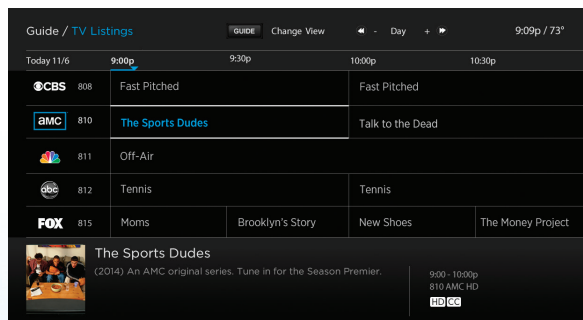 Guide / TV Listings GUIDE Change View - Day + 9:09p / 73°
Today 11/6 9:00p 9:30p 10:00p 10:30p
CBS 808 Fast Pitched Fast Pitched
amc 810 The Sports Dudes Talk to the Dead
811 Off-Air
abc 812 Tennis Tennis
FOX 815 Moms Brooklyn's Story New Shoes The Money Project
The Sports Dudes
(2014) An AMC original series. Tune in for the Season Premier.
9:00 - 10:00p
810 AMC HD
HD CC